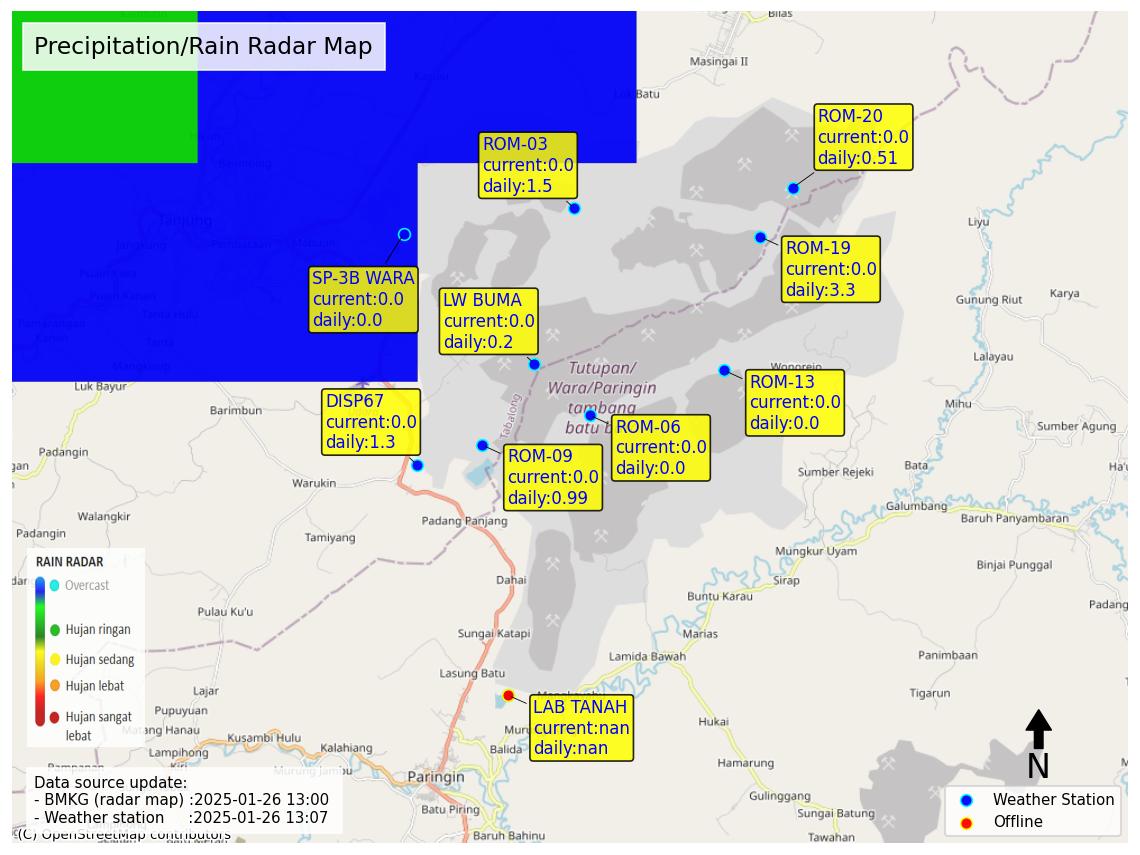 Precipitation/Rain Radar Map
Bilas
Masingai II
Batu
ROM-20
current:0.0
daily:0.51
ROM-03
current:0.0
daily:1.5
Tanjung
Liyu
ROM-19
current:0.0
daily:3.3
SP-3B WARA
current:0.0
daily:0.0
LW BUMA
current:0.0
daily:0.2
Gunung Riut
Karya
Lalayau
Tutupan/
Wara/Paringin
tambang
batu b
Wonorejo
ROM-13
current:0.0
daily:0.0
Luk Bayur
Barimbun
DISP67
current:0.0
daily:1.3
Tabalong
Mihu
ROM-06
current:0.0
daily:0.0
Sumber Agung
Padangin
ROM-09
current:0.0
daily:0.99
Warukin
Sumber Rejeki
Bata
Galumbang
Baruh Panyambaran
Walangkir
Padangin
Padang Panjang
Tamiyang
Mungkur Uyam
Binjai Punggal
Dahai
Sirap
Buntu Karau
Padang
Pulau Ku'u
RAIN RADAR
Overcast
Hujan ringan
Hujan sedang
Hujan lebat
Hujan sangat
lebat
Sungai Katapi
Marias
Lamida Bawah
Panimbaan
Lasung Batu
Lajar
Pupuyuan
Tigarun
LAB TANAH
current:nan
daily:nan
Matang Hanau
Kusambi Hulu
Hukai
Lampihong
Kalahiang
Balida
Murung Jambu
Paringin
Hamarung
N
Data source update:
- BMKG (radar map) :2025-01-26 13:00
- Weather station :2025-01-26 13:07
Batu Piring
Gulinggang
Sungai Batung
Weather Station
Offline
(C) OpenStreetMap contributors
Baruh Bahinu
Tawahan